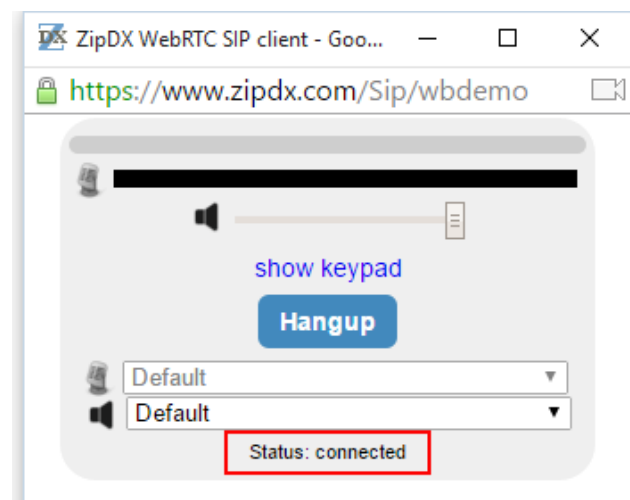 ZipDX WebRTC SIP client - Goo...
https://www.zipdx.com/Sip/wbdemo
show keypad
Hangup
Default
Default
Status: connected